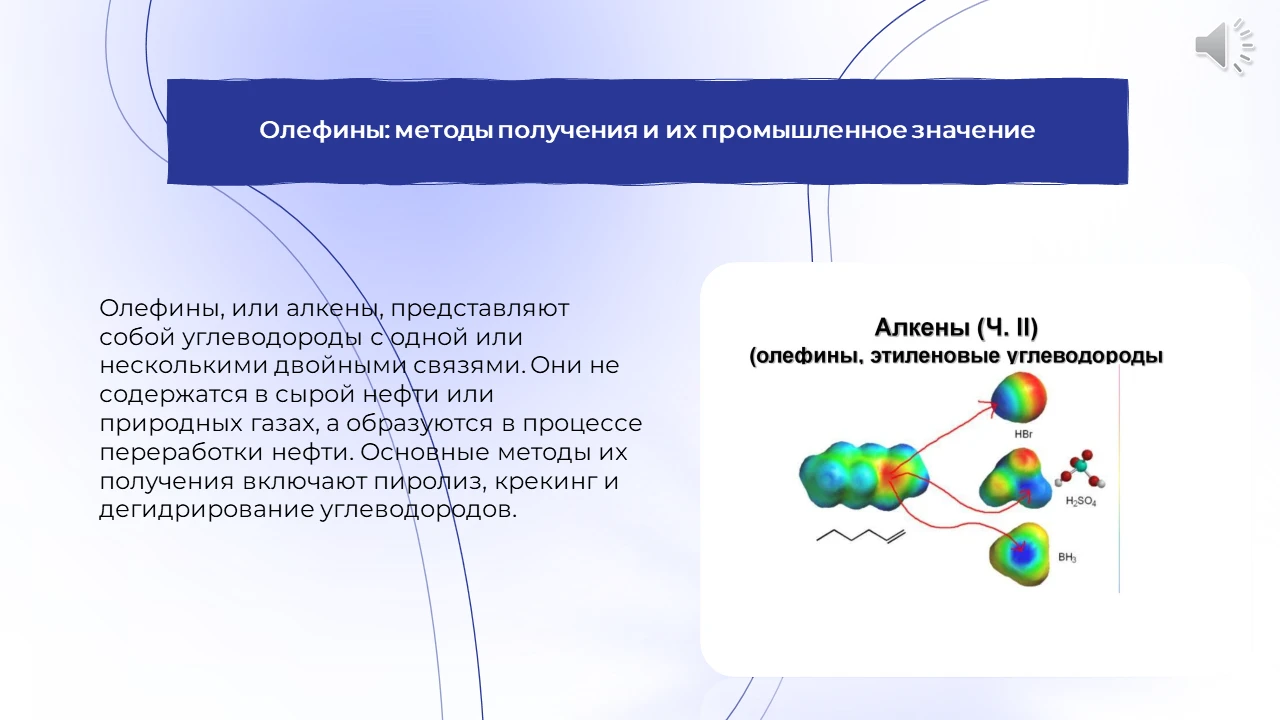 Олефины: методы получения и их промышленное значение
Олефины, или алкены, представляют
собой углеводороды с одной или
несколькими двойными связями. Они не
содержатся в сырой нефти или
природных газах, а образуются в процессе
переработки нефти. Основные методы их
получения включают пиролиз, крекинг и
дегидрирование углеводородов.
Алкены (Ч. II)
(олефины, этиленовые углеводороды
HBr
H₂SO₄
BH₃